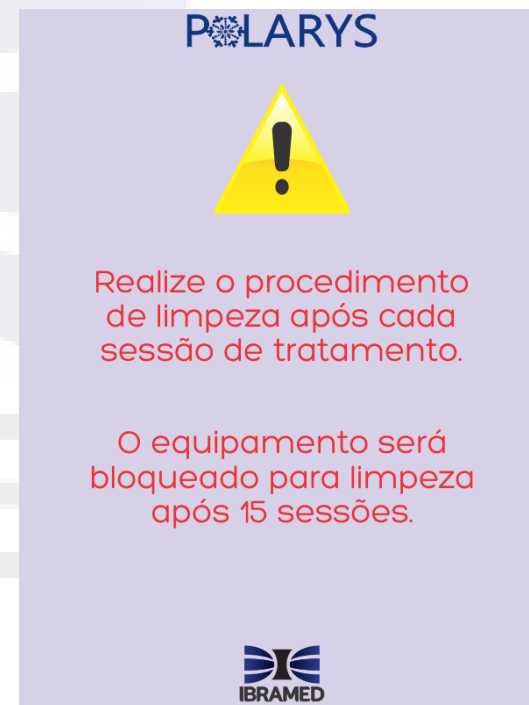 POLARYS
Realize o procedimento
de limpeza após cada
sessão de tratamento.
O equipamento será
bloqueado para limpeza
após 15 sessões.
IBRAMED